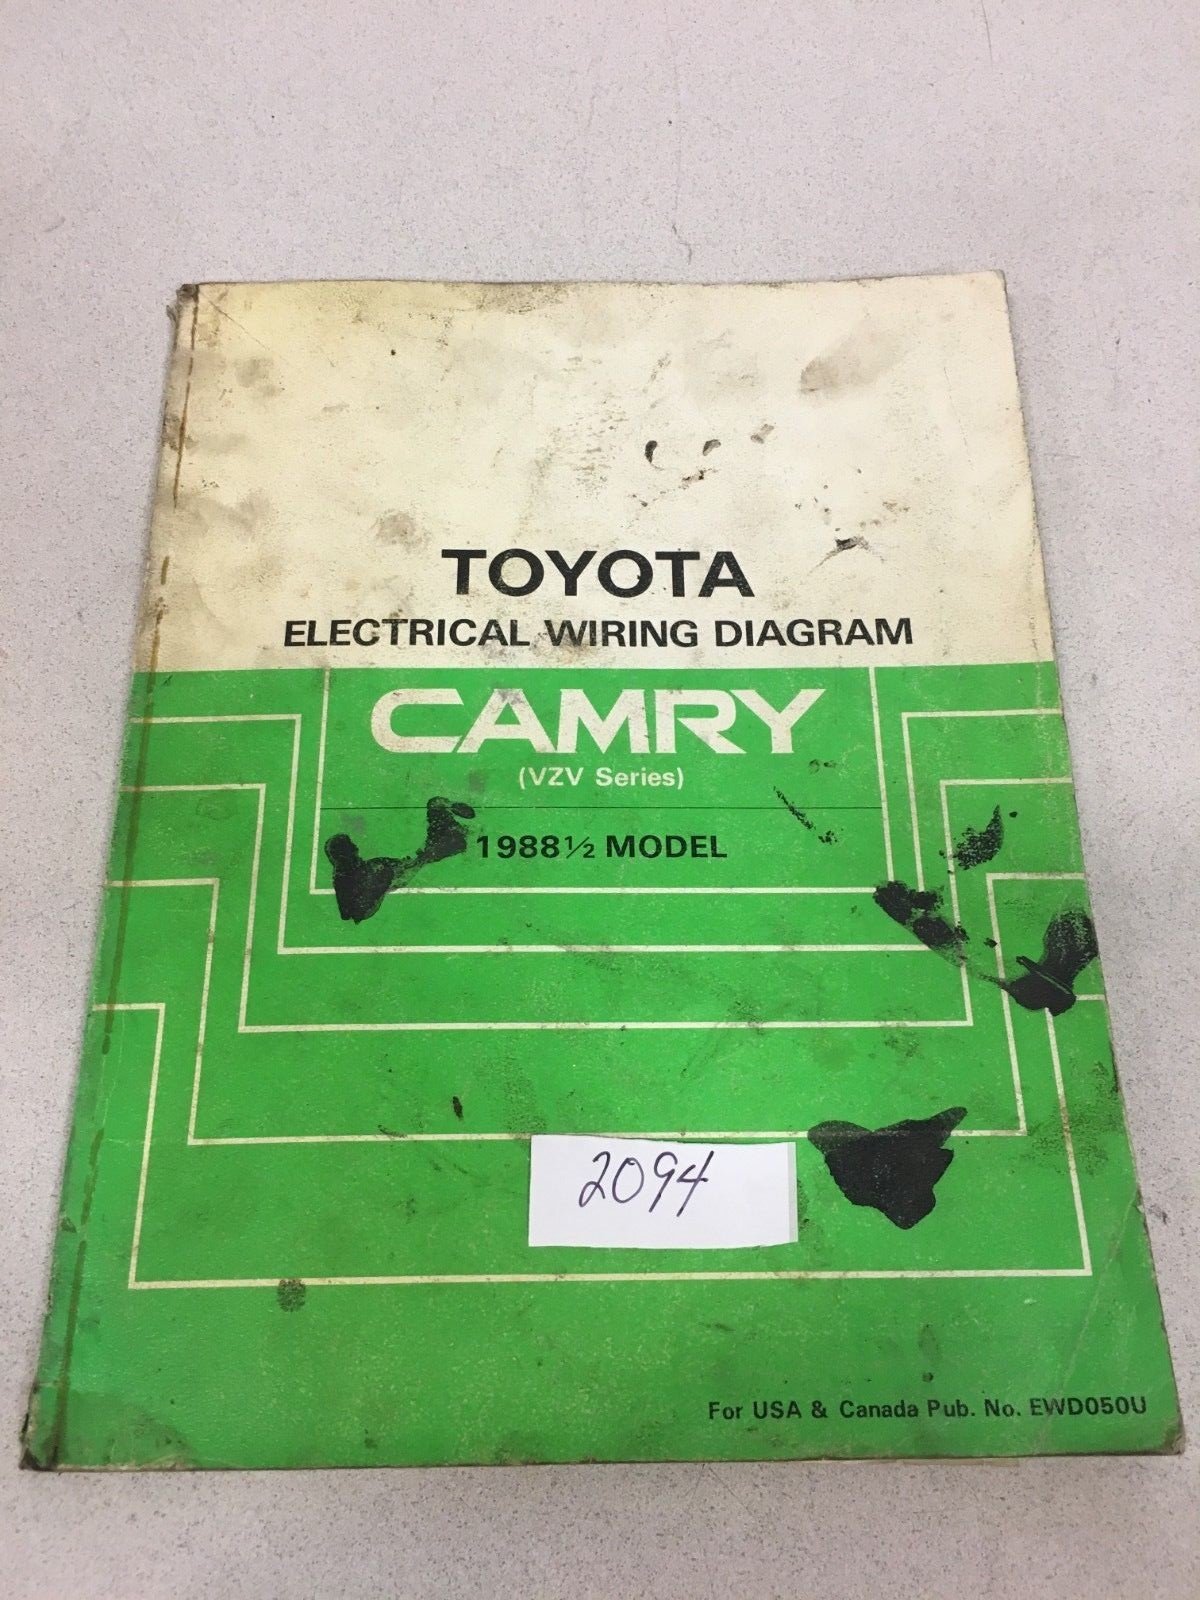 TOYOTA
ELECTRICAL WIRING DIAGRAM
CAMRY
(VZV Series)
1988½ MODEL
2094
For USA & Canada Pub. No. EWD050U